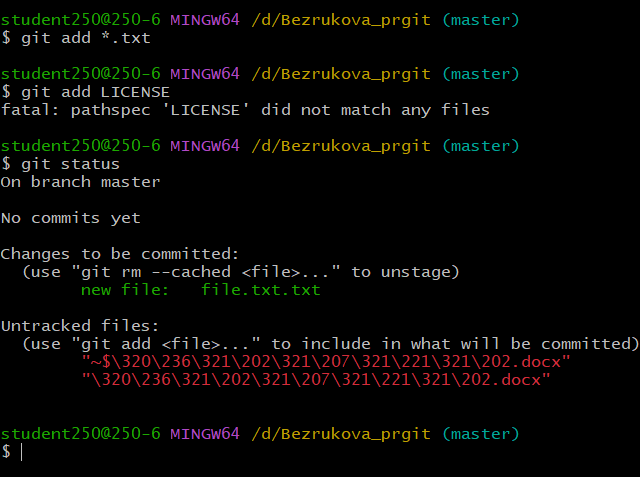 student250@250-6 MINGW64 /d/Bezrukova_prgit (master)
$ git add *.txt
student250@250-6 MINGW64 /d/Bezrukova_prgit (master)
$ git add LICENSE
fatal: pathspec 'LICENSE' did not match any files
student250@250-6 MINGW64 /d/Bezrukova_prgit (master)
$ git status
On branch master
No commits yet
Changes to be committed:
(use "git rm --cached <file>..." to unstage)
new file: file.txt.txt
Untracked files:
(use "git add <file>..." to include in what will be committed)
"~$\320\236\321\202\321\207\321\221\321\202.docx"
"\320\236\321\202\321\207\321\221\321\202.docx"
student250@250-6 MINGW64 /d/Bezrukova_prgit (master)
$